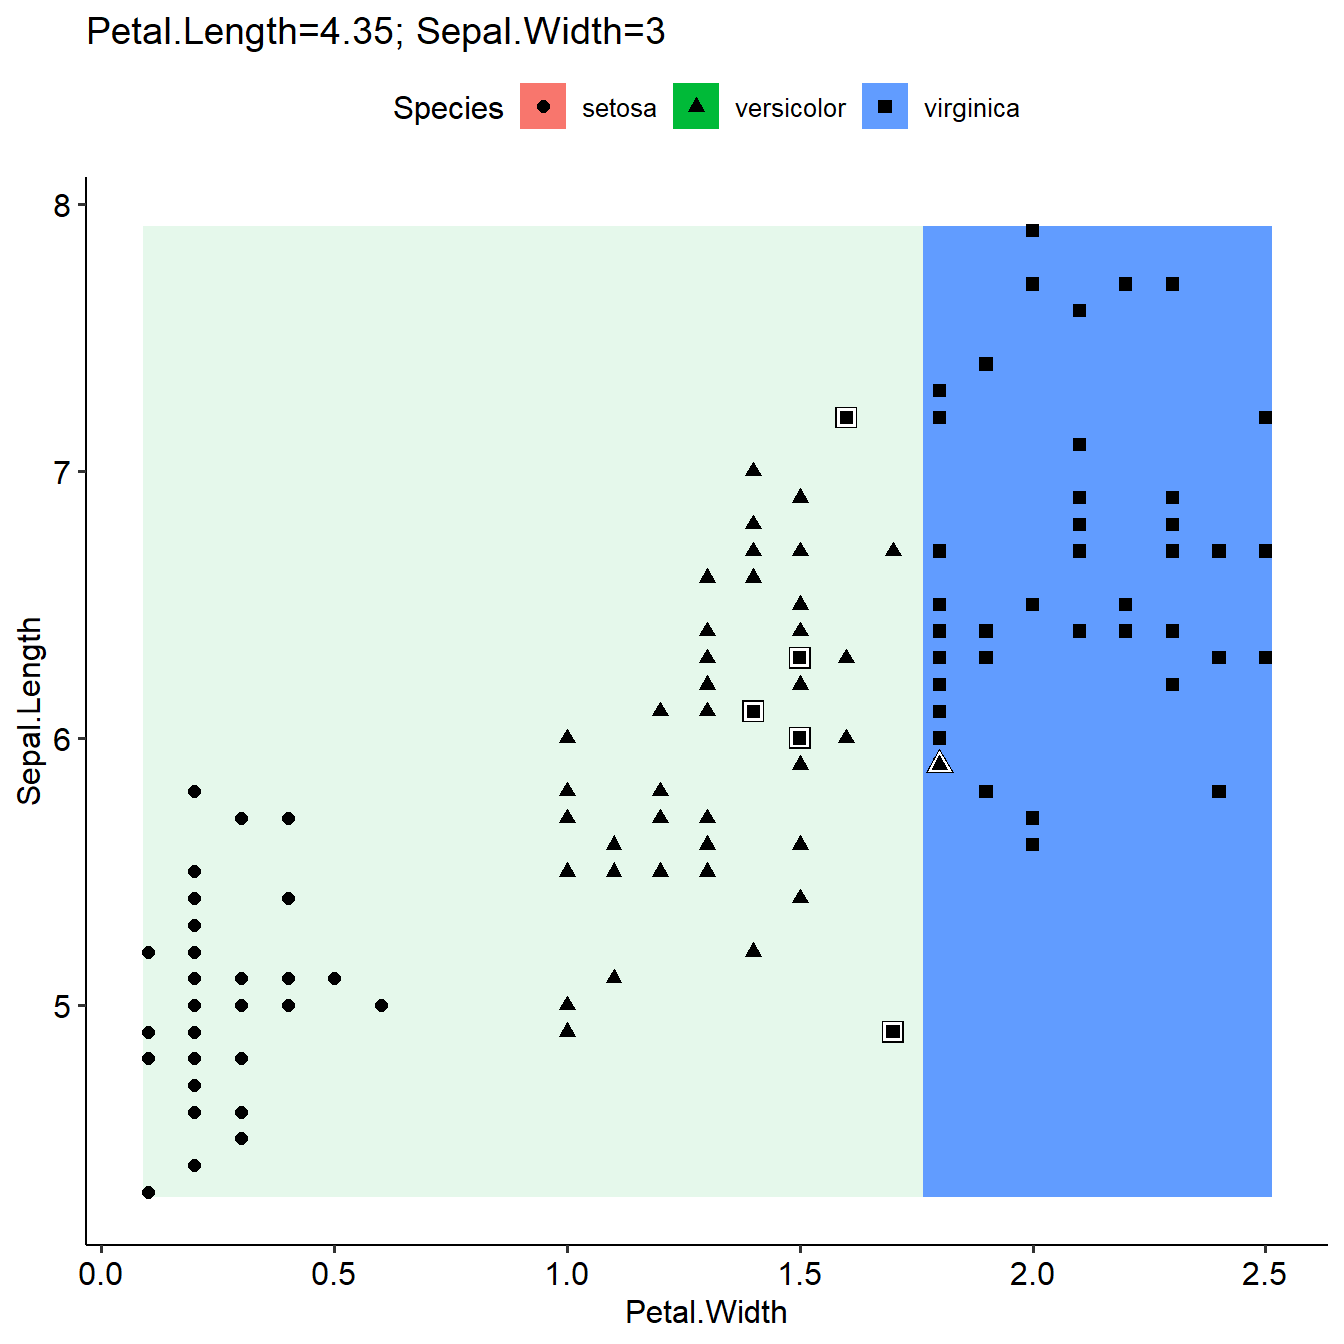 Petal.Length=4.35; Sepal.Width=3
Species setosa versicolor virginica
8
7
6
5
Sepal.Length
0.0 0.5 1.0 1.5 2.0 2.5
Petal.Width